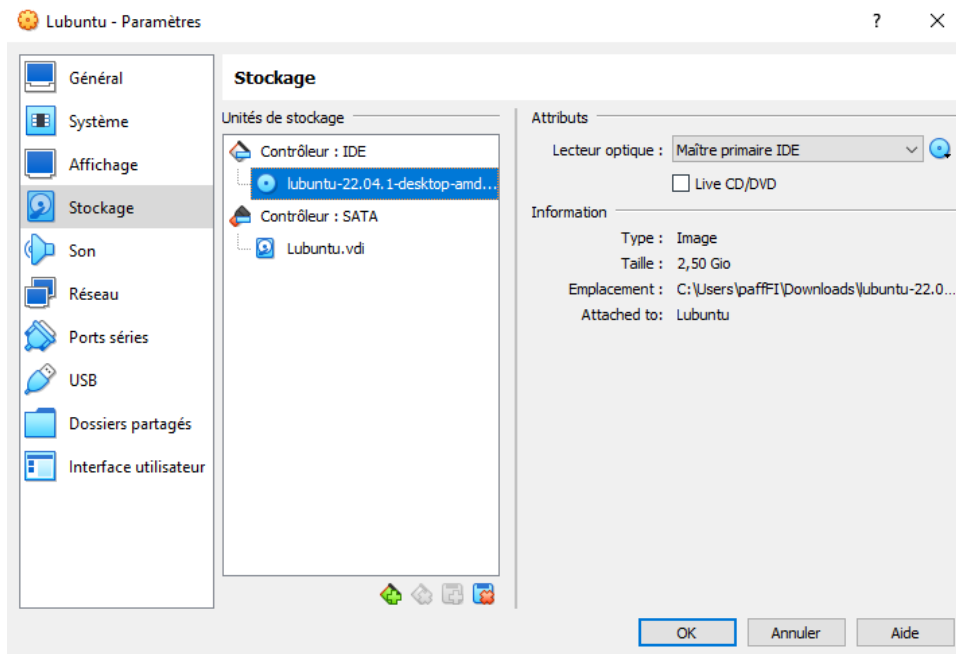 Lubuntu - Paramètres
?
Général
Système
Affichage
Stockage
Son
Réseau
Ports séries
USB
Dossiers partagés
Interface utilisateur
Stockage
Unités de stockage
Contrôleur : IDE
lubuntu-22.04.1-desktop-amd...
Contrôleur : SATA
Lubuntu.vdi
Attributs
Lecteur optique : Maître primaire IDE
Live CD/DVD
Information
Type : Image
Taille : 2,50 Gio
Emplacement : C:\Users\paffFI\Downloads\lubuntu-22.0...
Attached to: Lubuntu
OK Annuler Aide